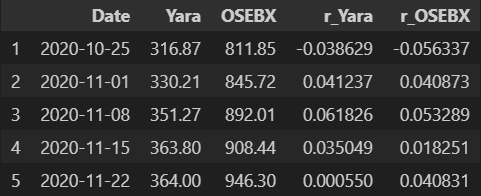 Date Yara OSEBX r_Yara r_OSEBX
1 2020-10-25 316.87 811.85 -0.038629 -0.056337
2 2020-11-01 330.21 845.72 0.041237 0.040873
3 2020-11-08 351.27 892.01 0.061826 0.053289
4 2020-11-15 363.80 908.44 0.035049 0.018251
5 2020-11-22 364.00 946.30 0.000550 0.040831